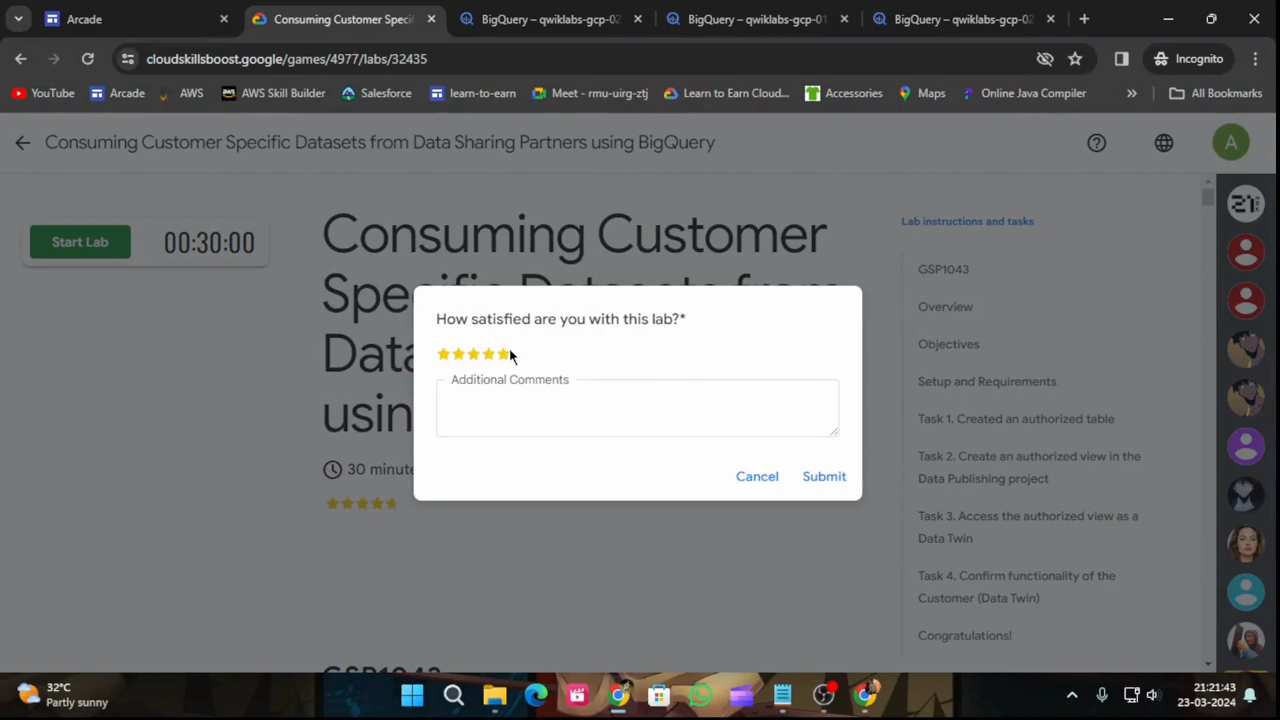 Arcade
Consuming Customer Specif
BigQuery – qwiklabs-gcp-02
BigQuery – qwiklabs-gcp-01
BigQuery – qwiklabs-gcp-02
cloudskillsboost.google/games/4977/labs/32435
Incognito
YouTube
Arcade
AWS
AWS Skill Builder
Salesforce
learn-to-earn
Meet - rmu-uirg-ztj
Learn to Earn Cloud...
Accessories
Maps
Online Java Compiler
All Bookmarks
Consuming Customer Specific Datasets from Data Sharing Partners using BigQuery
A
Start Lab
00:30:00
Consuming Customer
Lab instructions and tasks
GSP1043
Overview
Objectives
Setup and Requirements
Task 1. Created an authorized table
Task 2. Create an authorized view in the
Data Publishing project
Task 3. Access the authorized view as a
Data Twin
Task 4. Confirm functionality of the
Customer (Data Twin)
Congratulations!
How satisfied are you with this lab?*
Additional Comments
Cancel
Submit
30 minute
GSP1043
32°C
Partly sunny
21:21:43
23-03-2024